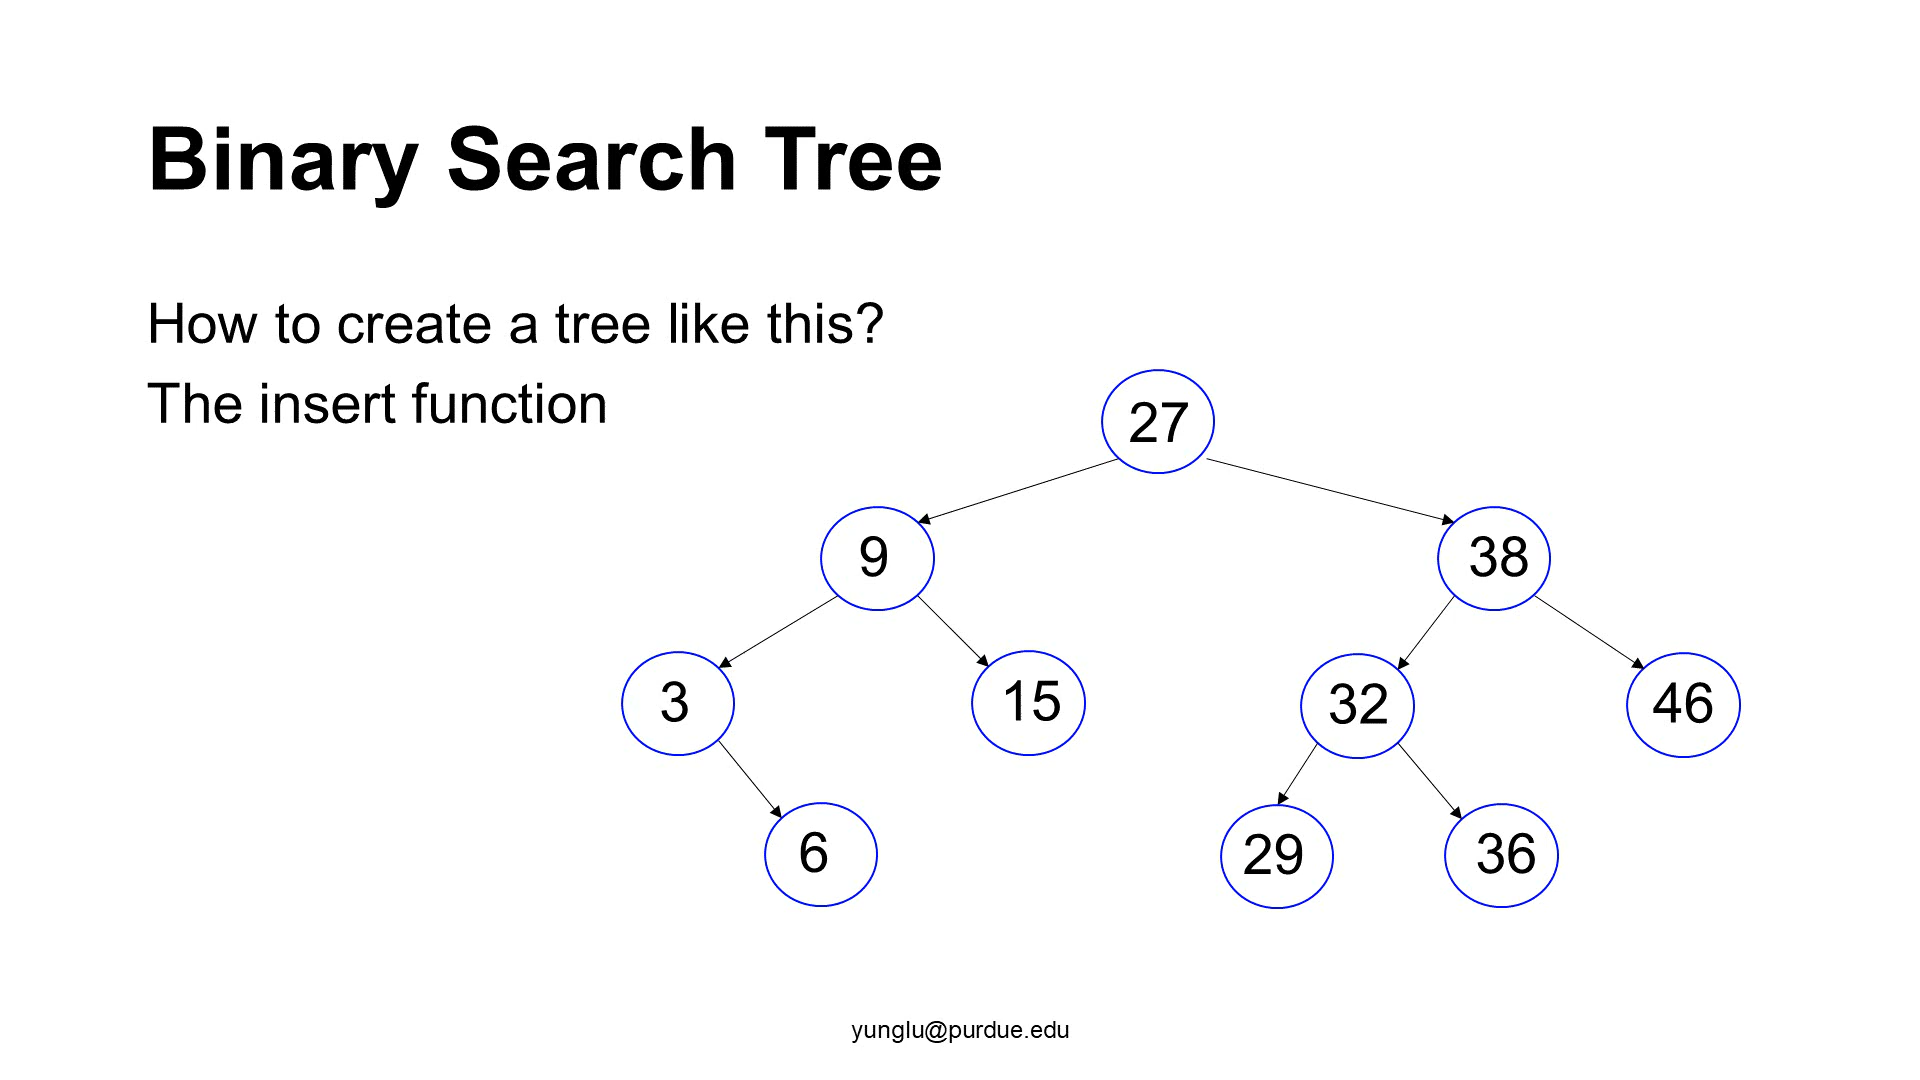 Binary Search Tree
How to create a tree like this?
The insert function
27
9
38
3
15
32
46
6
29
36
yunglu@purdue.edu